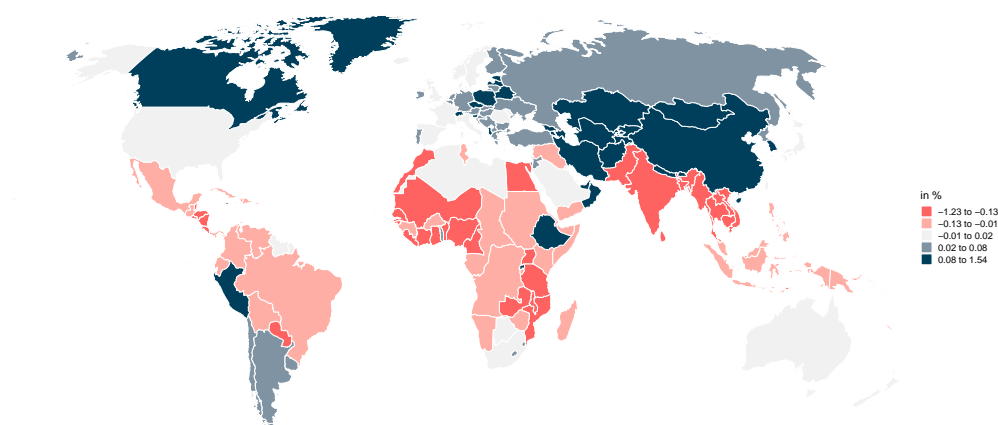 in %
−1.23 to −0.13
−0.13 to −0.01
−0.01 to 0.02
0.02 to 0.08
0.08 to 1.54